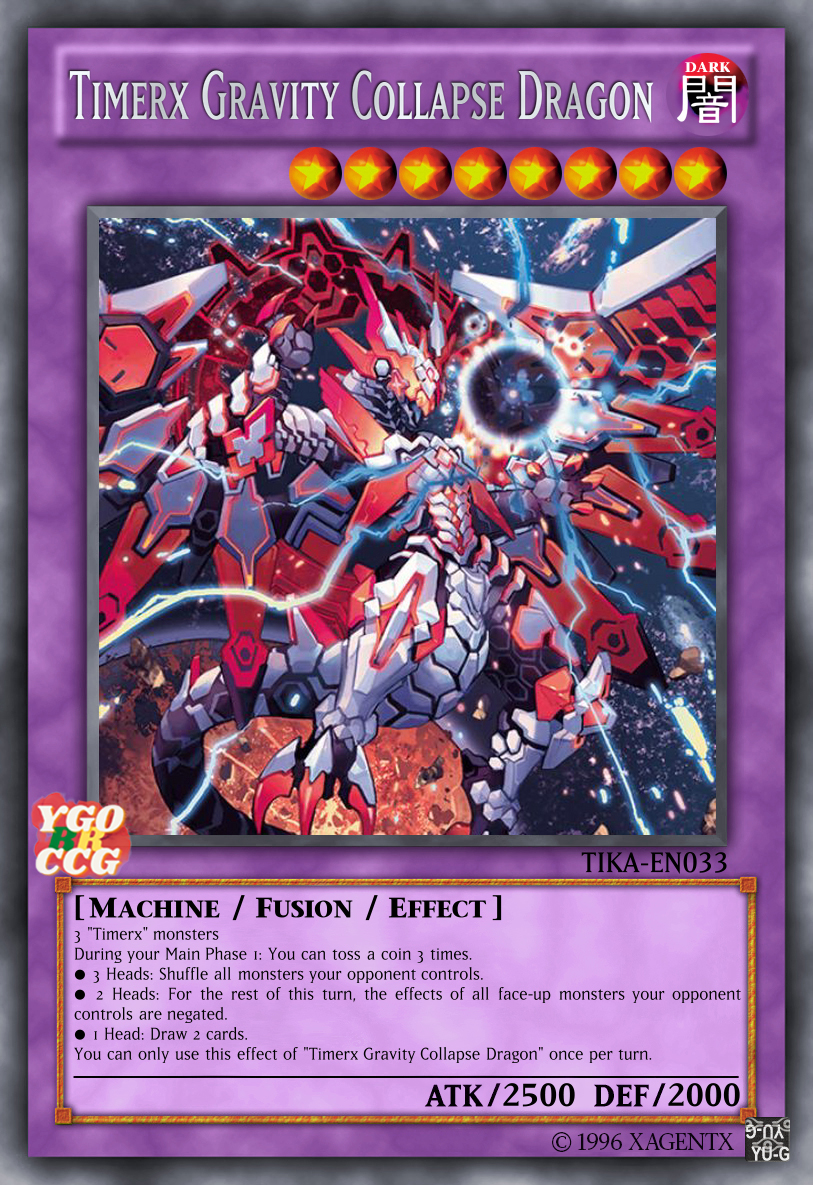 TIMERX GRAVITY COLLAPSE DRAGON
DARK
闇
YGO
RR
CCG
TIKA-EN033
[ MACHINE / FUSION / EFFECT ]
3 "Timerx" monsters
During your Main Phase 1: You can toss a coin 3 times.
● 3 Heads: Shuffle all monsters your opponent controls.
● 2 Heads: For the rest of this turn, the effects of all face-up monsters your opponent
controls are negated.
● 1 Head: Draw 2 cards.
You can only use this effect of "Timerx Gravity Collapse Dragon" once per turn.
ATK/2500 DEF/2000
© 1996 XAGENTX
YU-G